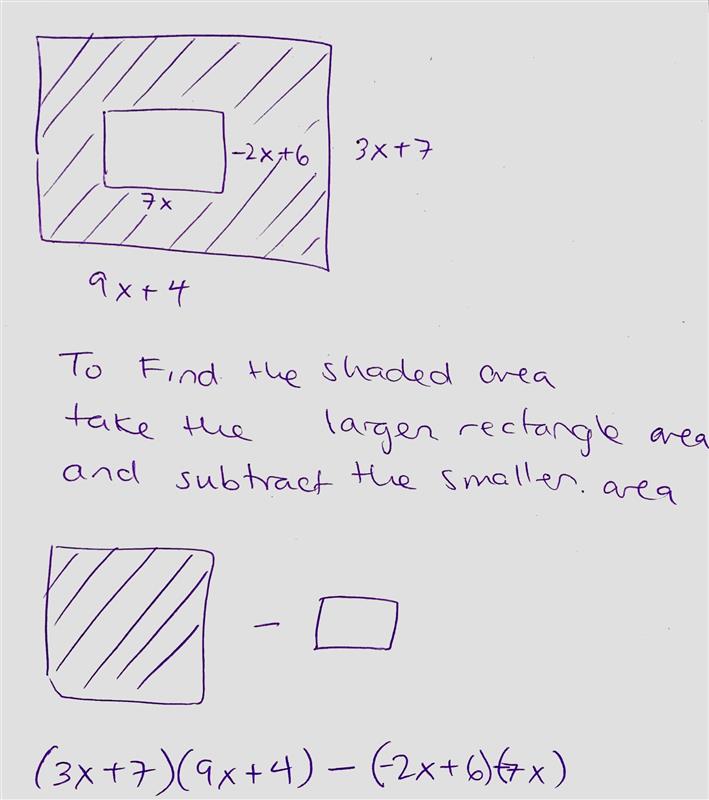 -2x+6
3x+7
7x
9x+4
To Find the shaded area
take the larger rectangle area
and subtract the smaller. area
-
(3x+7)(9x+4) - (-2x+6)(7x)